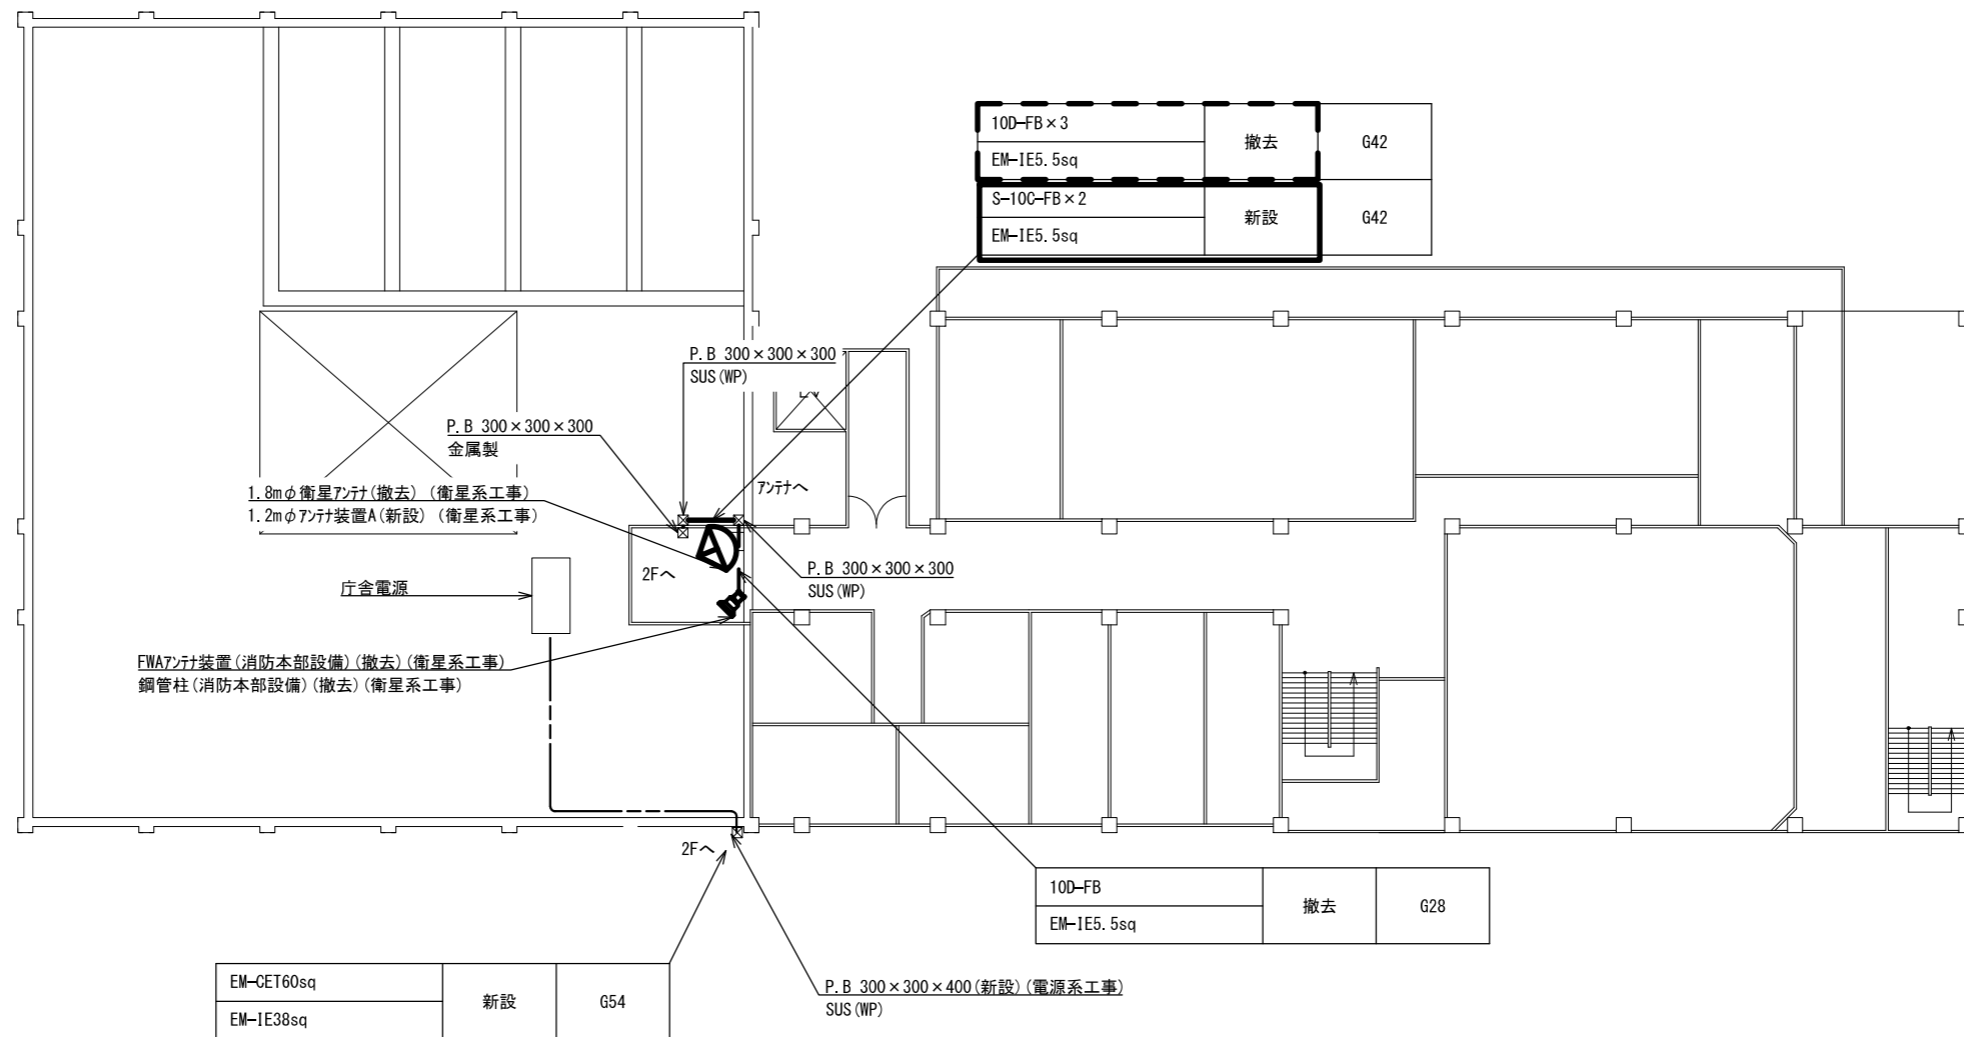 10D-FB×3
撤去
G42
EM-IE5.5sq
S-10C-FB×2
新設
G42
EM-IE5.5sq
P.B 300×300×300
SUS(WP)
P.B 300×300×300
金属製
1.8mφ衛星アンテナ(撤去) (衛星系工事)
1.2mφアンテナ装置A(新設) (衛星系工事)
アンテナへ
2Fへ
P.B 300×300×300
SUS(WP)
庁舎電源
FWAアンテナ装置(消防本部設備)(撤去)(衛星系工事)
鋼管柱(消防本部設備)(撤去)(衛星系工事)
2Fへ
10D-FB
撤去
G28
EM-IE5.5sq
EM-CET60sq
新設
G54
EM-IE38sq
P.B 300×300×400(新設)(電源系工事)
SUS(WP)